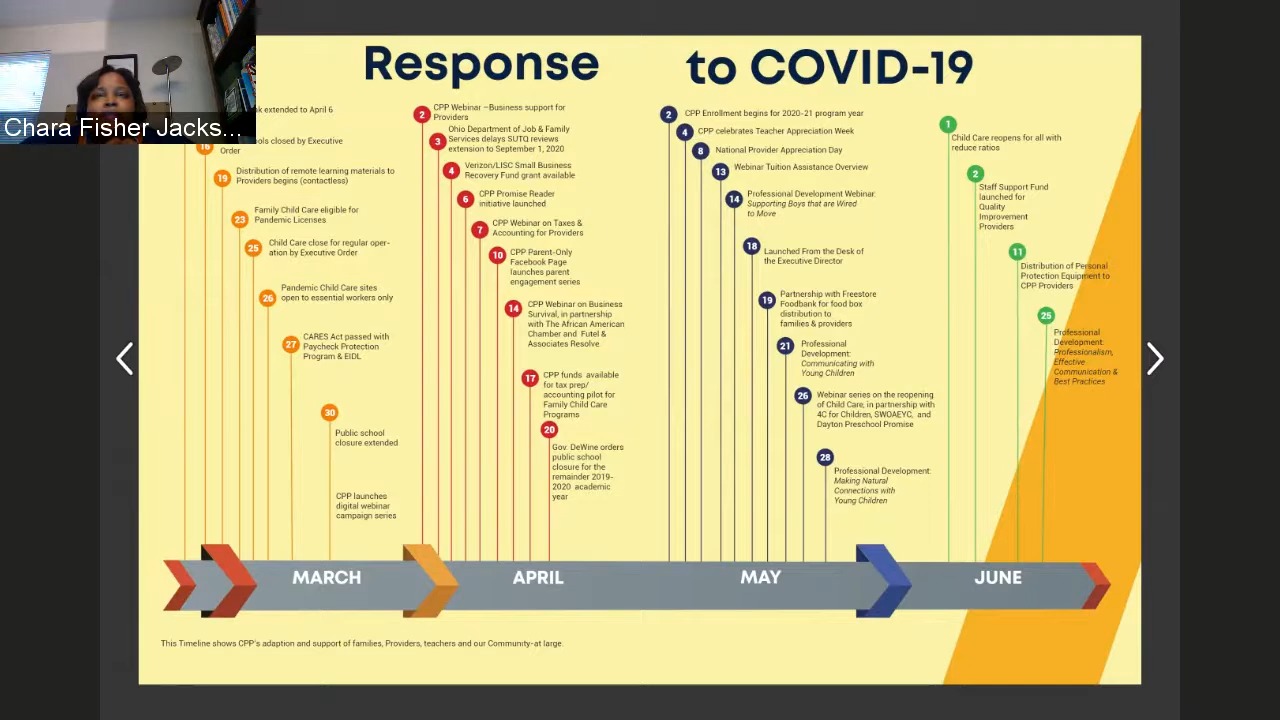 Response to COVID-19
Chara Fisher Jacks...
extended to April 6
16
closed by Executive
Order
19
Distribution of remote learning materials to
Providers begins (contactless)
23
Family Child Care eligible for
Pandemic Licenses
25
Child Care close for regular oper-
ation by Executive Order
26
Pandemic Child Care sites
open to essential workers only
27
CARES Act passed with
Paycheck Protection
Program & EIDL
30
Public school
closure extended
CPP launches
digital webinar
campaign series
2
CPP Webinar –Business support for
Providers
3
Ohio Department of Job & Family
Services delays SUTQ reviews
extension to September 1, 2020
4
Verizon/LISC Small Business
Recovery Fund grant available
6
CPP Promise Reader
initiative launched
7
CPP Webinar on Taxes &
Accounting for Providers
10
CPP Parent-Only
Facebook Page
launches parent
engagement series
14
CPP Webinar on Business
Survival, in partnership
with The African American
Chamber and Futel &
Associates Resolve
17
CPP funds available
for tax prep/
accounting pilot for
Family Child Care
Programs
20
Gov. DeWine orders
public school
closure for the
remainder 2019-
2020 academic
year
2
CPP Enrollment begins for 2020-21 program year
4
CPP celebrates Teacher Appreciation Week
8
National Provider Appreciation Day
13
Webinar Tuition Assistance Overview
14
Professional Development Webinar:
Supporting Boys that are Wired
to Move
18
Launched From the Desk of
the Executive Director
19
Partnership with Freestore
Foodbank for food box
distribution to
families & providers
21
Professional
Development:
Communicating with
Young Children
26
Webinar series on the reopening
of Child Care, in partnership with
4C for Children, SWOAEYC, and
Dayton Preschool Promise
28
Professional Development:
Making Natural
Connections with
Young Children
1
Child Care reopens for all with
reduce ratios
2
Staff Support Fund
launched for
Quality
Improvement
Providers
11
Distribution of Personal
Protection Equipment to
CPP Providers
25
Professional
Development:
Professionalism,
Effective
Communication &
Best Practices
MARCH
APRIL
MAY
JUNE
This Timeline shows CPP's adaption and support of families, Providers, teachers and our Community-at large.